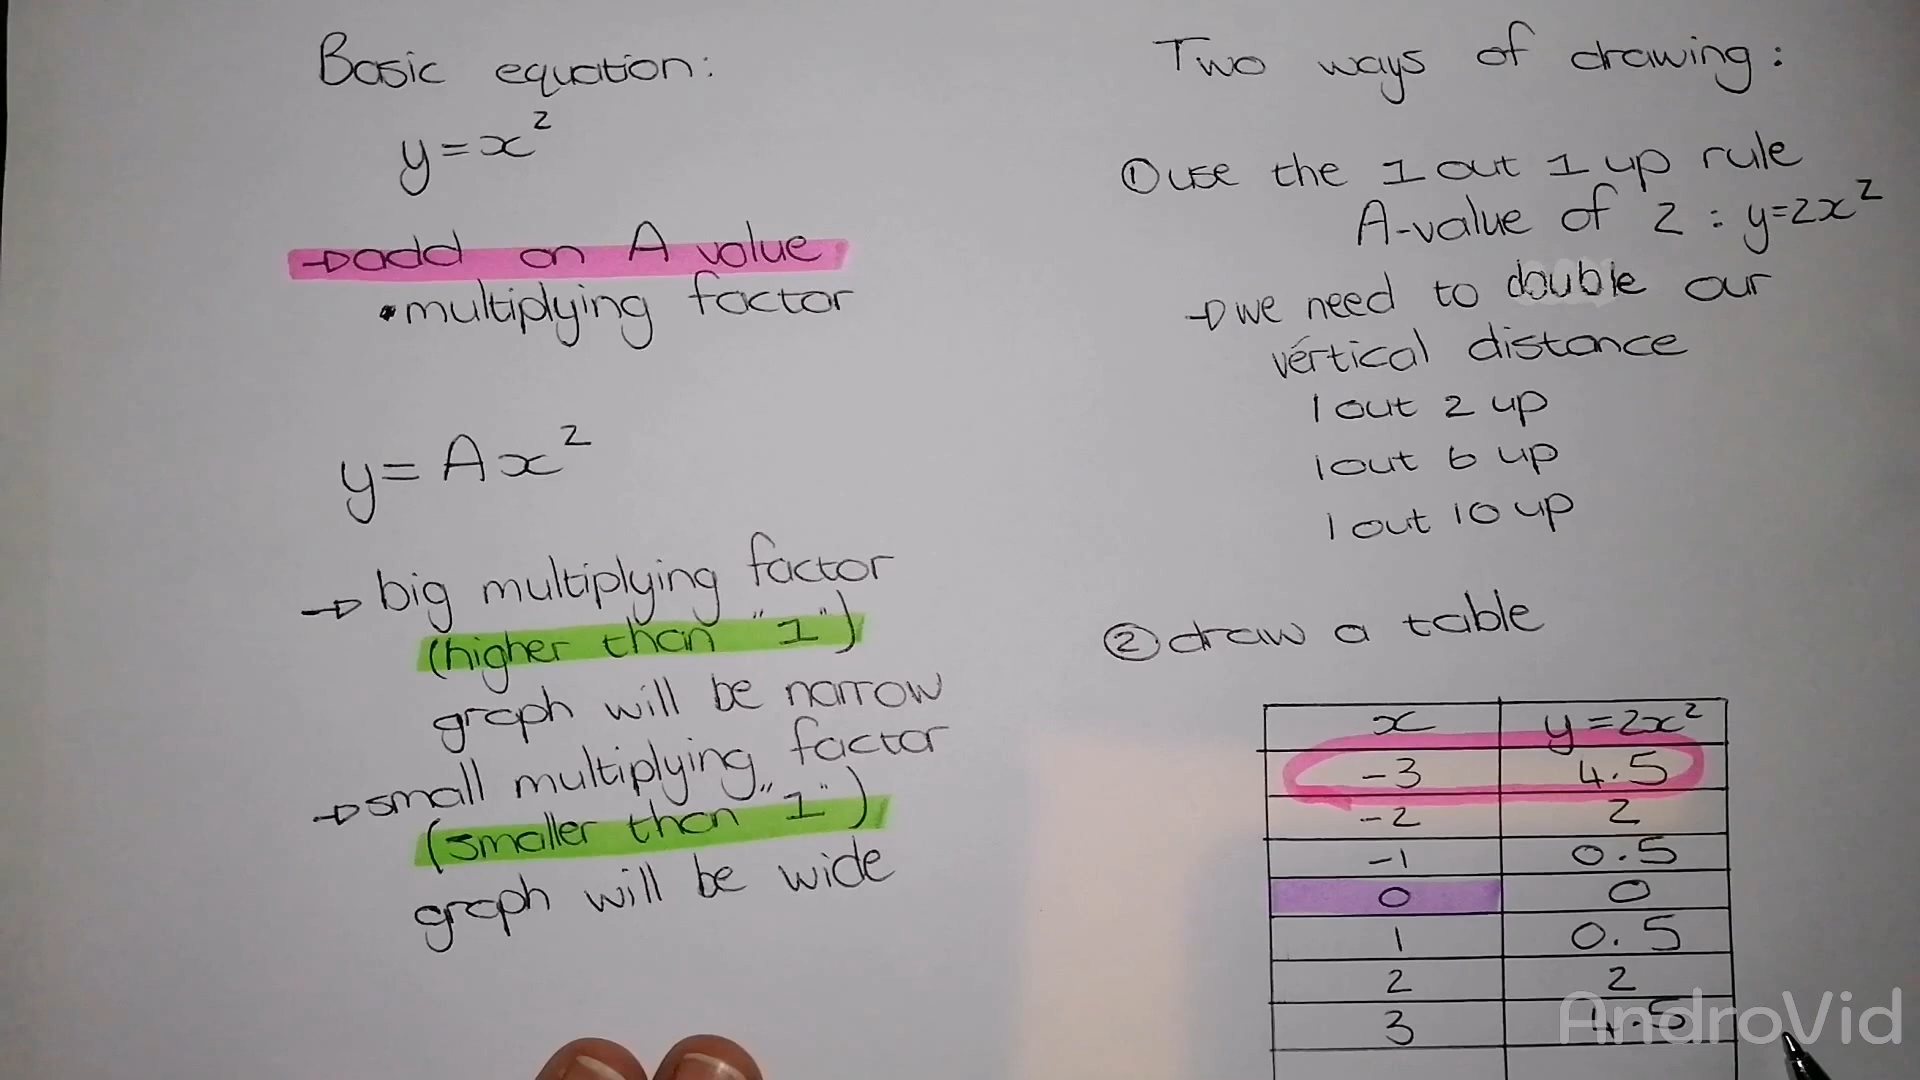 Basic equation:
y=x²
→add on A value
•multiplying factor
y=Ax²
→big multiplying factor
(higher than "1")
graph will be narrow
→small multiplying factor
(smaller than "1")
graph will be wide
Two ways of drawing:
① use the 1 out 1 up rule
A-value of 2 : y=2x²
→we need to double our
vertical distance
1 out 2 up
1 out 6 up
1 out 10 up
② draw a table
x y=2x²
-3 4.5
-2 2
-1 0.5
0 0
1 0.5
2 2
3 4.5
AndroVid